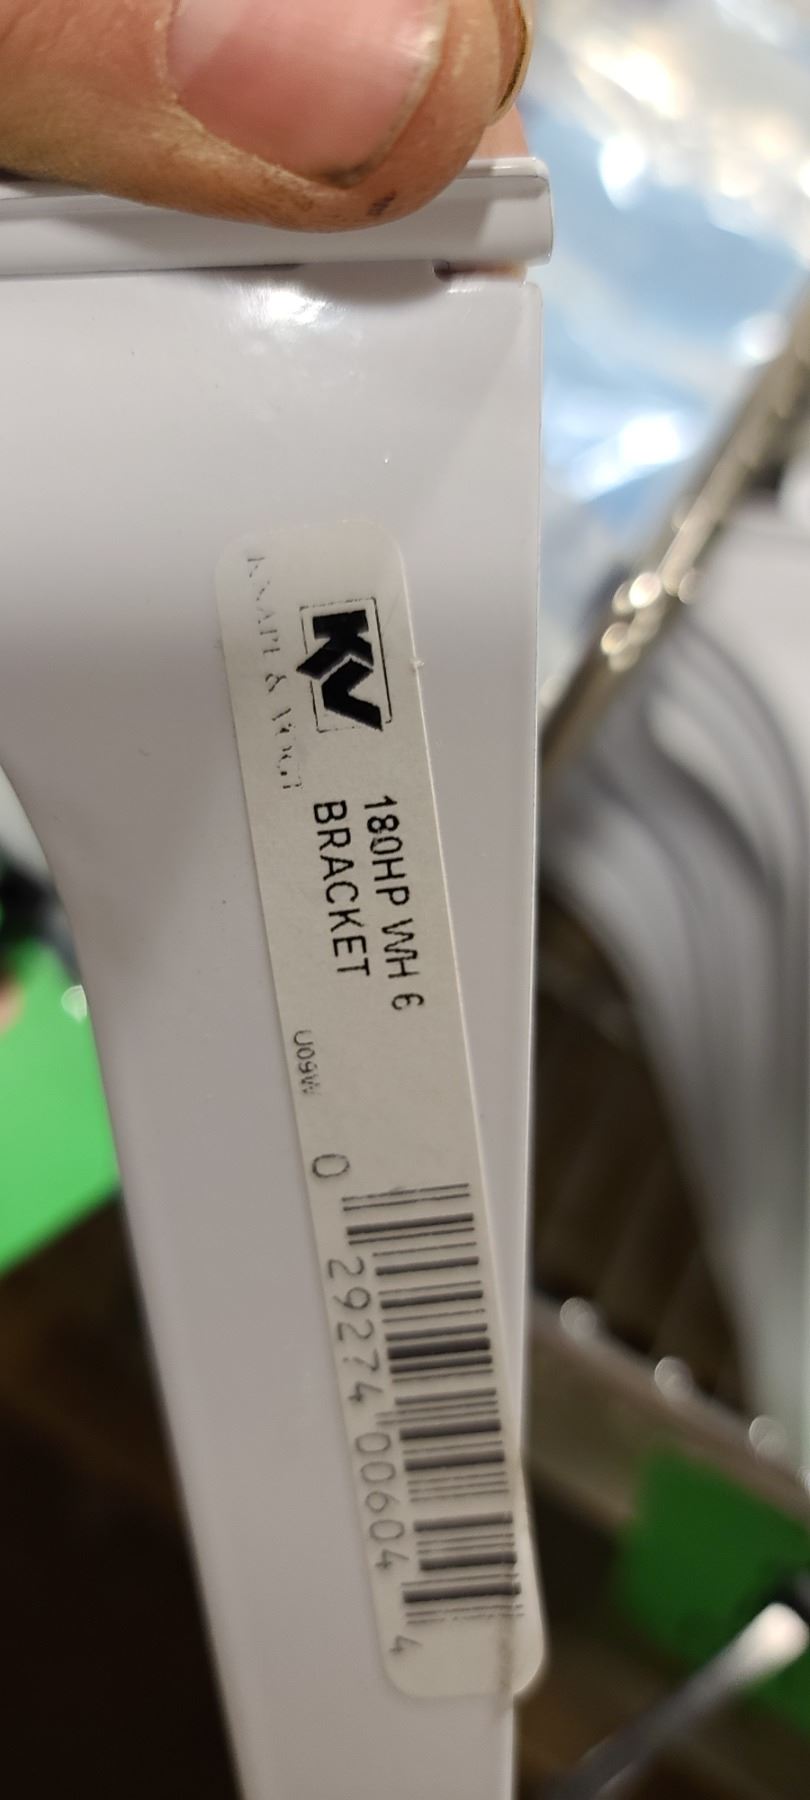 KV
KNAPE & VOGT
180HP WH 6
BRACKET
U09W
0 29274 00604 4